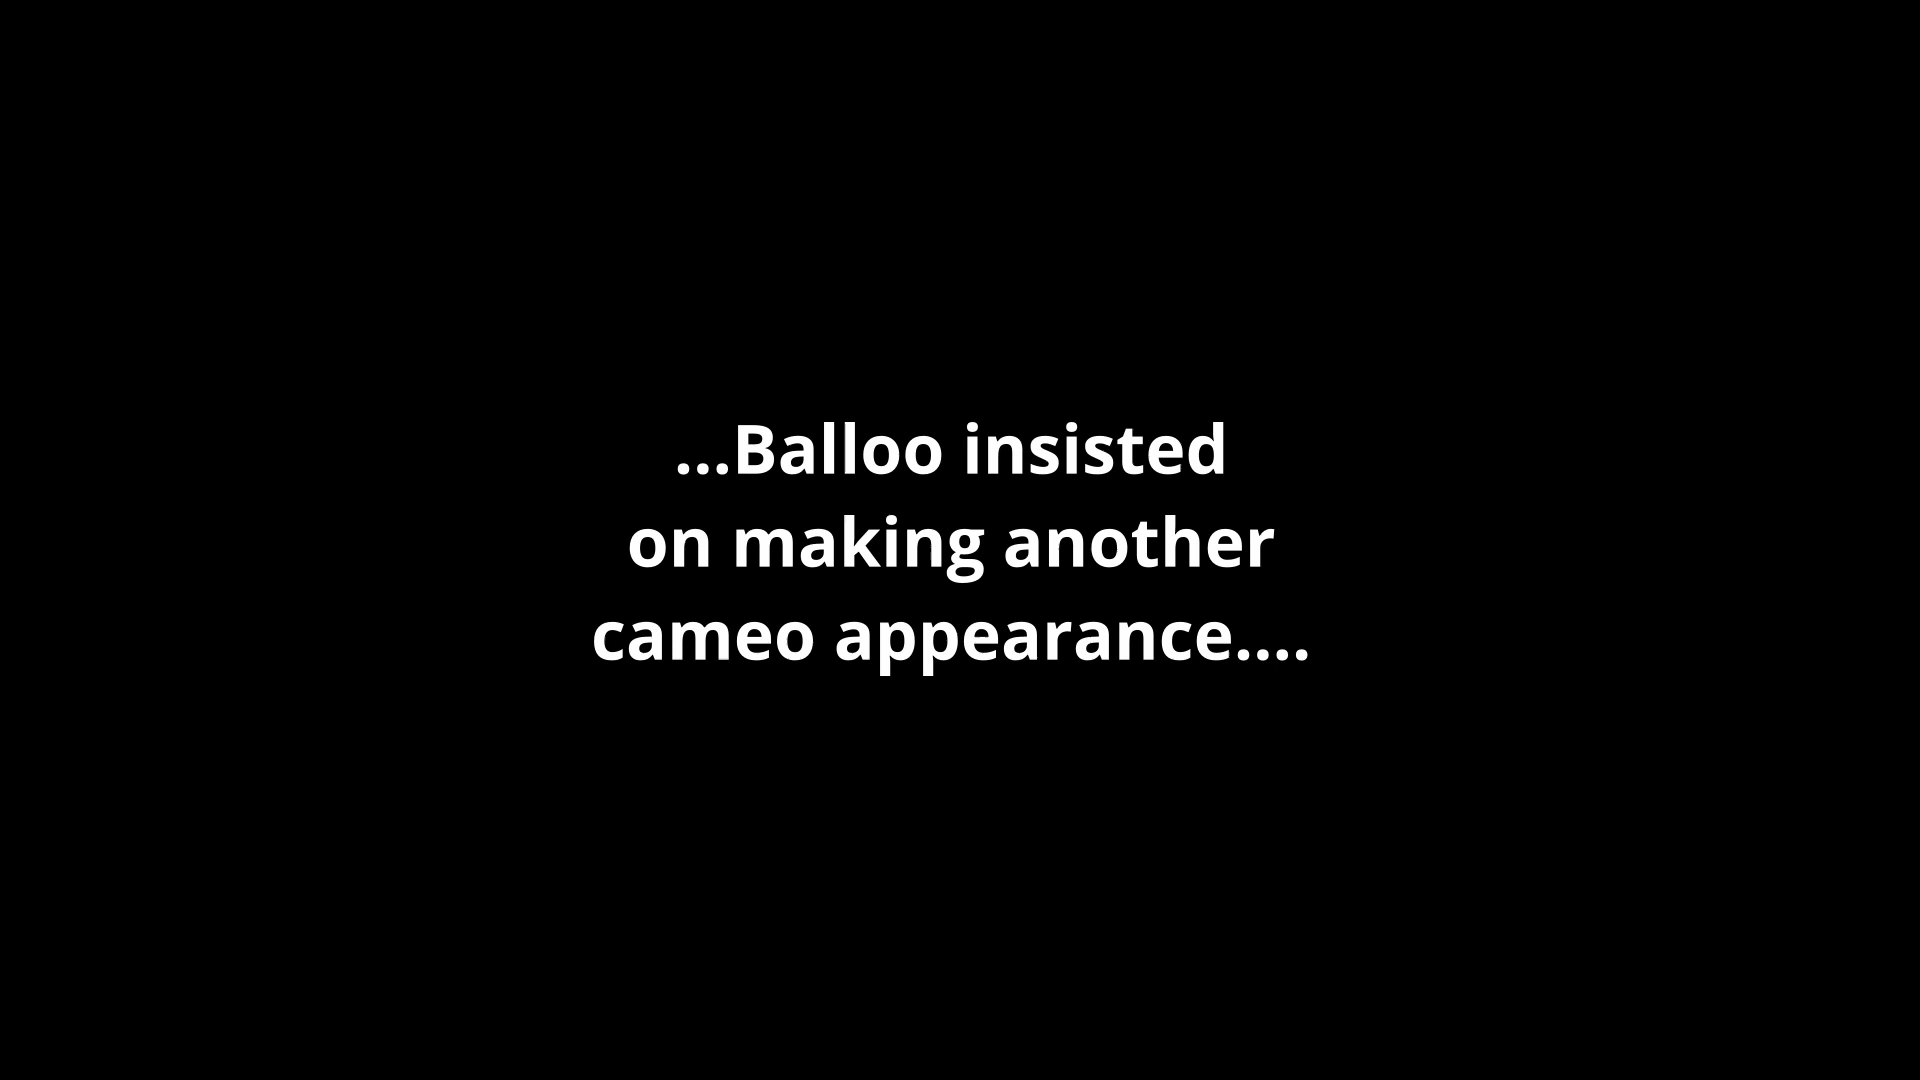 ...Balloo insisted
on making another
cameo appearance....